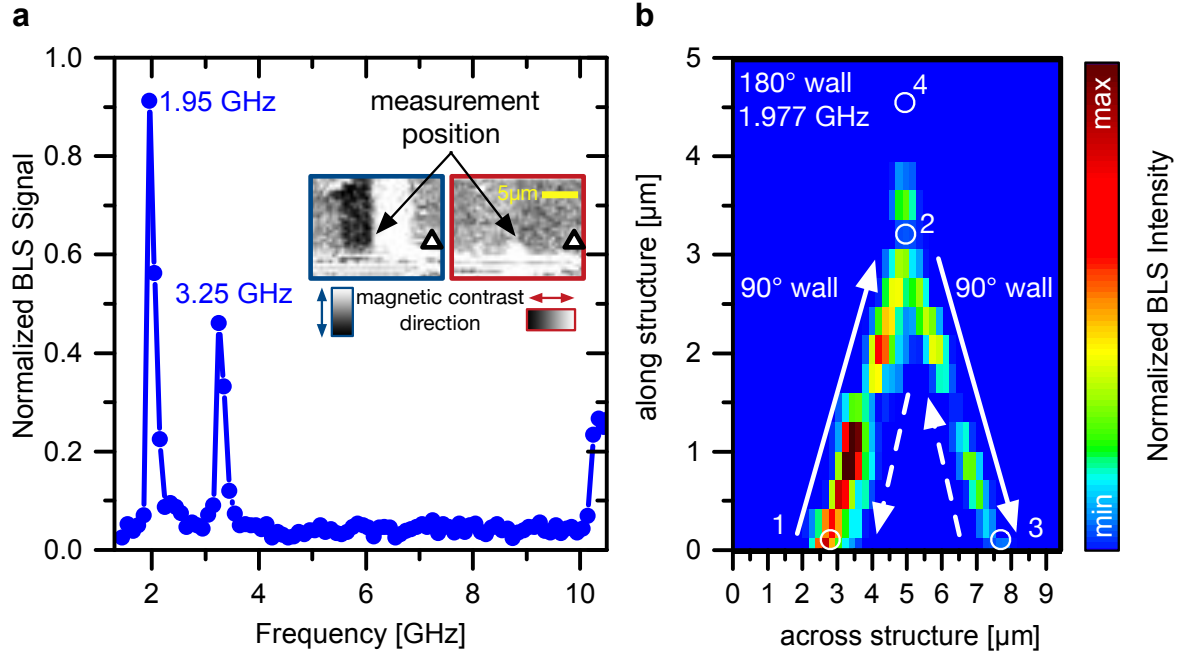 a
Normalized BLS Signal
1.0
0.8
0.6
0.4
0.2
0.0
2
4
6
8
10
Frequency [GHz]
1.95 GHz
3.25 GHz
measurement
position
5µm
magnetic contrast
direction
b
along structure [µm]
5
4
3
2
1
0
0
1
2
3
4
5
6
7
8
9
across structure [µm]
180° wall
1.977 GHz
4
2
90° wall
90° wall
1
3
max
min
Normalized BLS Intensity